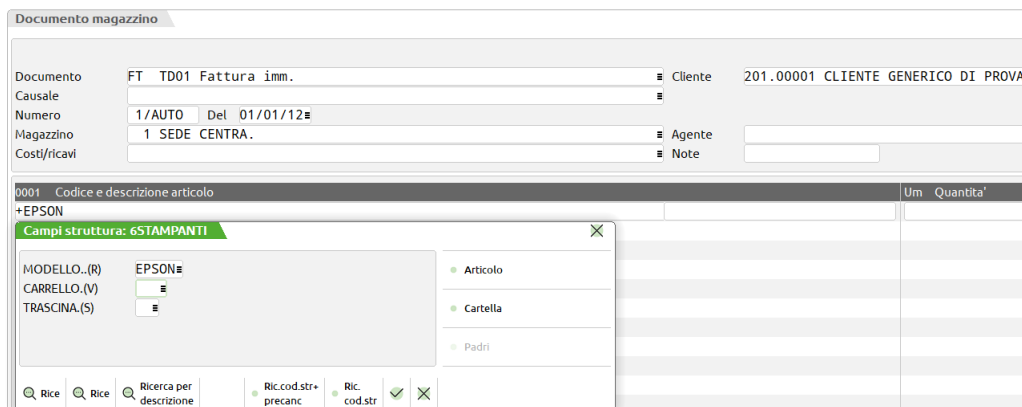 Documento magazzino
Documento FT TD01 Fattura imm. Cliente 201.00001 CLIENTE GENERICO DI PROVA
Causale
Numero 1/AUTO Del 01/01/12
Magazzino 1 SEDE CENTRA. Agente
Costi/ricavi Note
0001 Codice e descrizione articolo Um Quantita'
+EPSON
Campi struttura: 6STAMPANTI
MODELLO..(R) EPSON Articolo
CARRELLO.(V)
TRASCINA.(S) Cartella
Padri
Rice Rice Ricerca per descrizione Ric.cod.str+ precanc Ric. cod.str